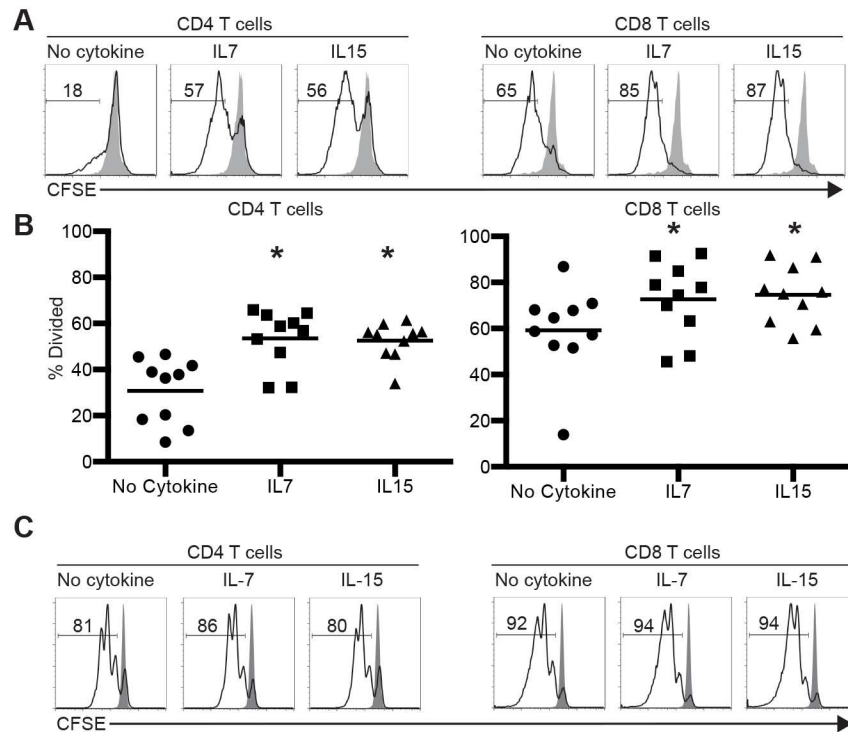 A
CD4 T cells
CD8 T cells
No cytokine IL7 IL15
No cytokine IL7 IL15
18 57 56
65 85 87
CFSE
B
CD4 T cells
CD8 T cells
* *
* *
% Divided
100
80
60
40
20
0
No Cytokine IL7 IL15
100
80
60
40
20
0
No Cytokine IL7 IL15
C
CD4 T cells
CD8 T cells
No cytokine IL-7 IL-15
No cytokine IL-7 IL-15
81 86 80
92 94 94
CFSE